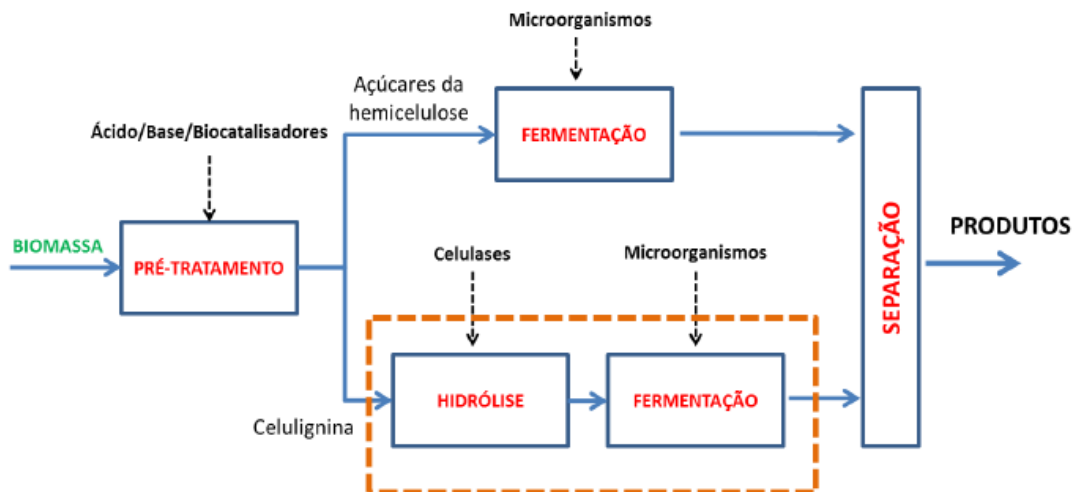 Microorganismos
Açúcares da
hemicelulose
FERMENTAÇÃO
Ácido/Base/Biocatalisadores
BIOMASSA
PRÉ-TRATAMENTO
Celulases
Microorganismos
HIDRÓLISE
FERMENTAÇÃO
Celulignina
SEPARAÇÃO
PRODUTOS